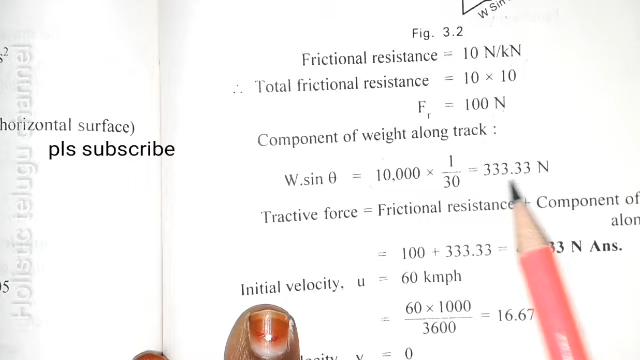 W Sin
Fig. 3.2
Frictional resistance = 10 N/kN
∴ Total frictional resistance = 10 × 10
F_r = 100 N
horizontal surface)
pls subscribe
Component of weight along track :
W.sin θ = 10,000 × 1/30 = 333.33 N
Tractive force = Frictional resistance + Component of
alon
= 100 + 333.33 = 33 N Ans.
Initial velocity, u = 60 kmph
= 60 × 1000 / 3600 = 16.67
v = 0
Holistic telugu channel